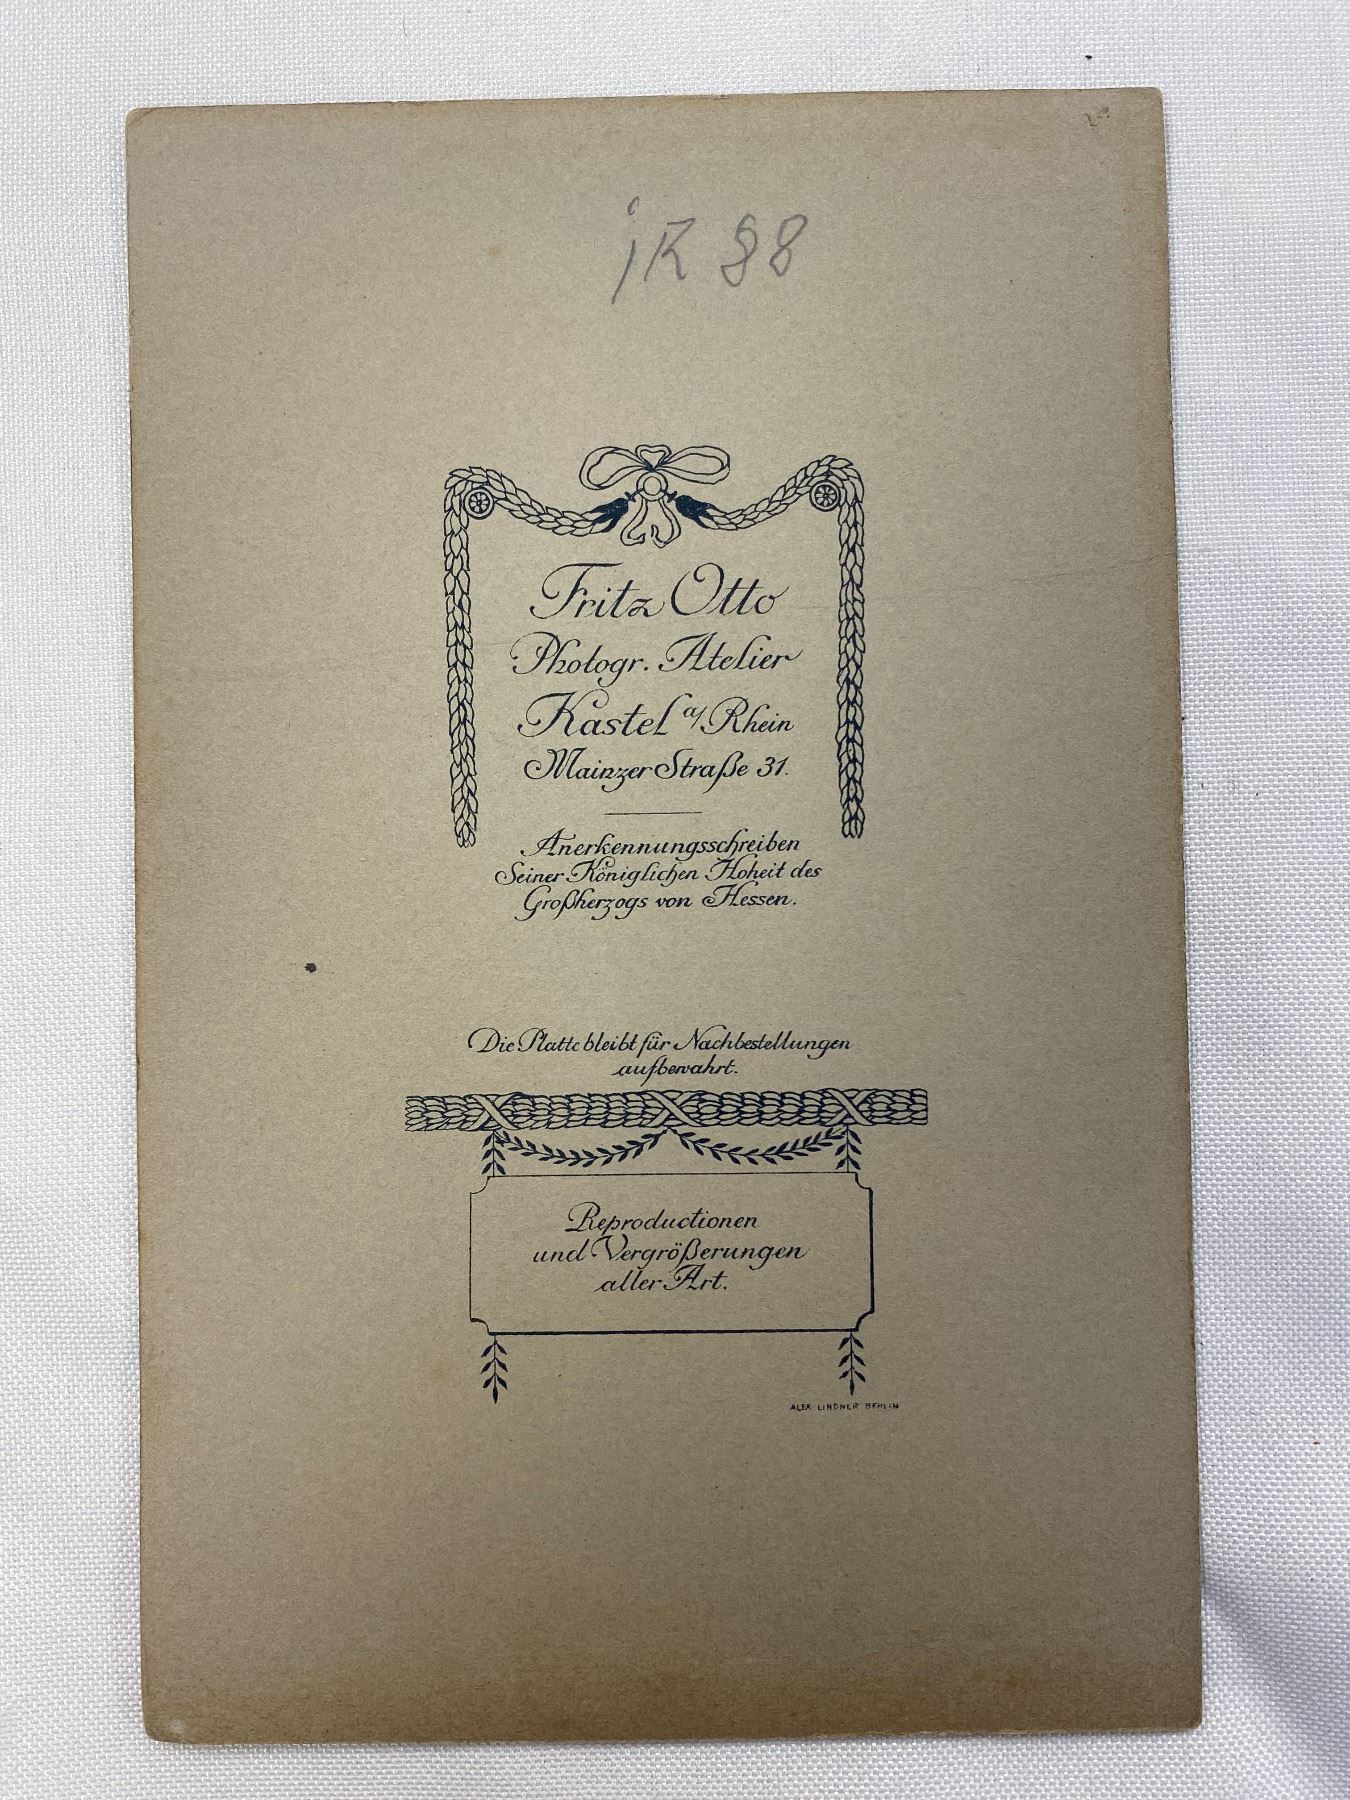 IR 88
Fritz Otto
Photogr. Atelier
Kastel a/Rhein
Mainzer Straße 31.
Anerkennungsschreiben
Seiner Königlichen Hoheit des
Großherzogs von Hessen.
Die Platte bleibt für Nachbestellungen
aufbewahrt.
Reproductionen
und Vergrößerungen
aller Art.
ALEX LINDNER BERLIN